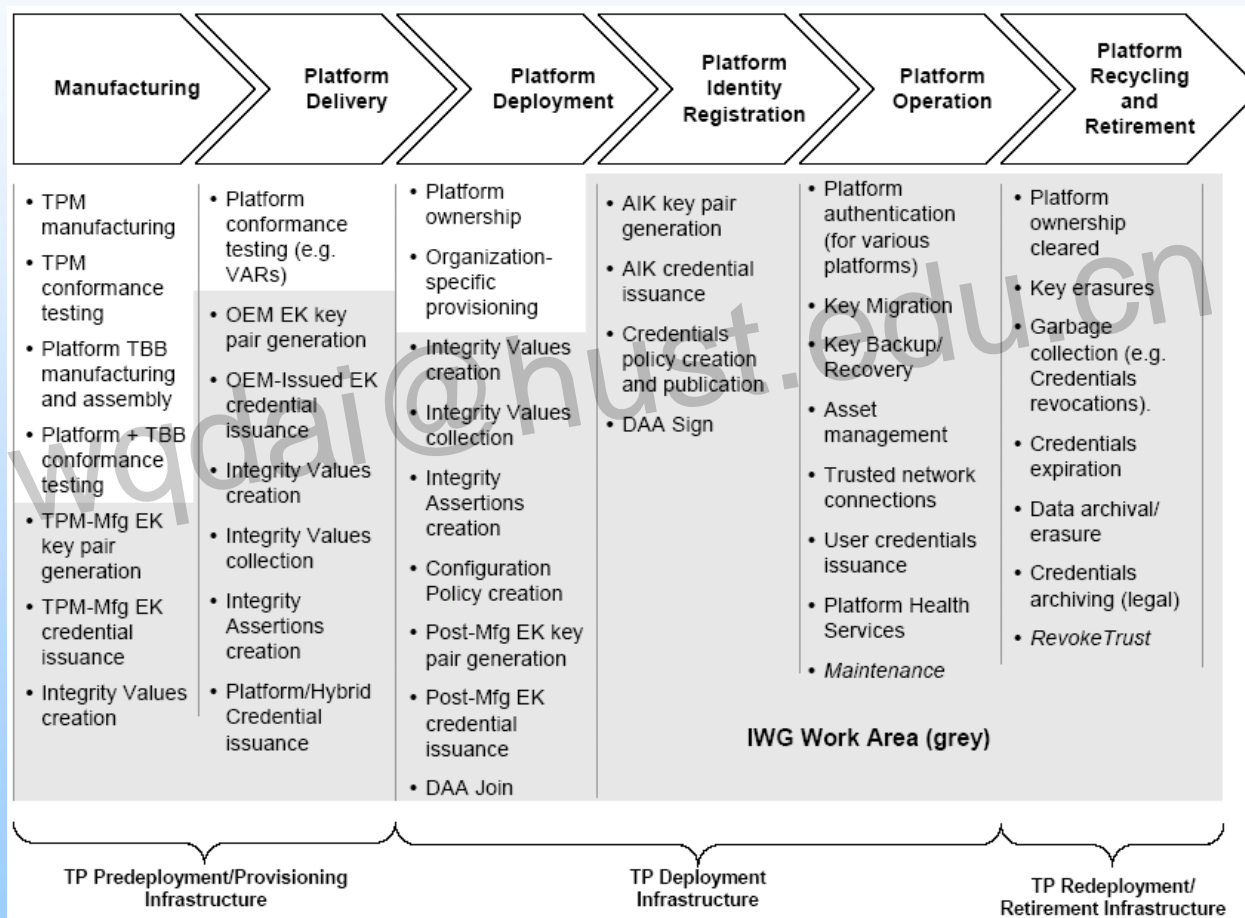 Manufacturing
Platform
Delivery
Platform
Deployment
Platform
Identity
Registration
Platform
Operation
Platform
Recycling
and
Retirement
• TPM
manufacturing
• TPM
conformance
testing
• Platform TBB
manufacturing
and assembly
• Platform + TBB
conformance
testing
• TPM-Mfg EK
key pair
generation
• TPM-Mfg EK
credential
issuance
• Integrity Values
creation
• Platform
conformance
testing (e.g.
VARs)
• OEM EK key
pair generation
• OEM-Issued EK
credential
issuance
• Integrity Values
creation
• Integrity Values
collection
• Integrity
Assertions
creation
• Platform/Hybrid
Credential
issuance
• Platform
ownership
• Organization-
specific
provisioning
• Integrity Values
creation
• Integrity Values
collection
• Integrity
Assertions
creation
• Configuration
Policy creation
• Post-Mfg EK key
pair generation
• Post-Mfg EK
credential
issuance
• DAA Join
• AIK key pair
generation
• AIK credential
issuance
• Credentials
policy creation
and publication
• DAA Sign
• Platform
authentication
(for various
platforms)
• Key Migration
• Key Backup/
Recovery
• Asset
management
• Trusted network
connections
• User credentials
issuance
• Platform Health
Services
• Maintenance
• Platform
ownership
cleared
• Key erasures
• Garbage
collection (e.g.
Credentials
revocations).
• Credentials
expiration
• Data archival/
erasure
• Credentials
archiving (legal)
• RevokeTrust
IWG Work Area (grey)
TP Predeployment/Provisioning
Infrastructure
TP Deployment
Infrastructure
TP Redeployment/
Retirement Infrastructure
wqdai@hust.edu.cn